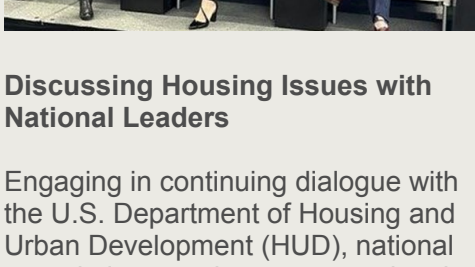 Discussing Housing Issues with
National Leaders
Engaging in continuing dialogue with
the U.S. Department of Housing and
Urban Development (HUD), national